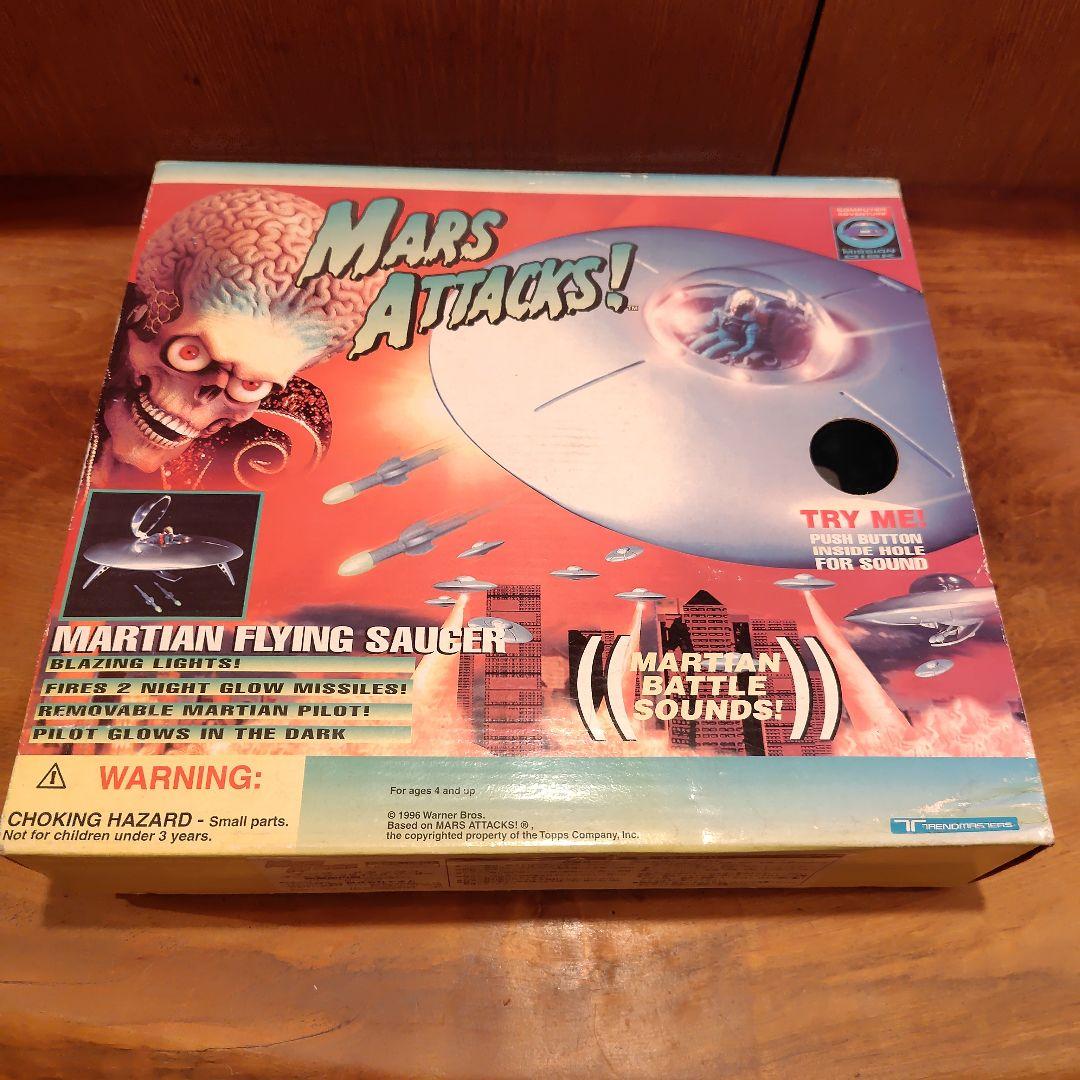 MARS
ATTACKS!™
COMPUTER
ADVENTURE
MISSION
DISK
TRY ME!
PUSH BUTTON
INSIDE HOLE
FOR SOUND
MARTIAN FLYING SAUCER
BLAZING LIGHTS!
FIRES 2 NIGHT GLOW MISSILES!
REMOVABLE MARTIAN PILOT!
PILOT GLOWS IN THE DARK
MARTIAN
BATTLE
SOUNDS!
WARNING:
CHOKING HAZARD - Small parts.
Not for children under 3 years.
For ages 4 and up
© 1996 Warner Bros.
Based on MARS ATTACKS! ® ,
the copyrighted property of the Topps Company, Inc.
TRENDMASTERS